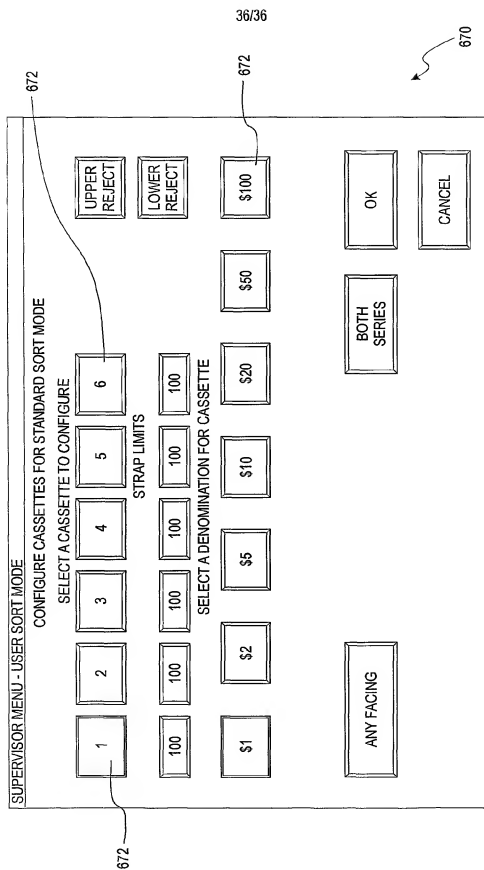 36/36
SUPERVISOR MENU - USER SORT MODE
CONFIGURE CASSETTES FOR STANDARD SORT MODE
SELECT A CASSETTE TO CONFIGURE
1 2 3 4 5 6
UPPER REJECT
STRAP LIMITS
100 100 100 100 100 100
LOWER REJECT
SELECT A DENOMINATION FOR CASSETTE
$1 $2 $5 $10 $20 $50 $100
ANY FACING
BOTH SERIES
OK
CANCEL
672
672
672
670